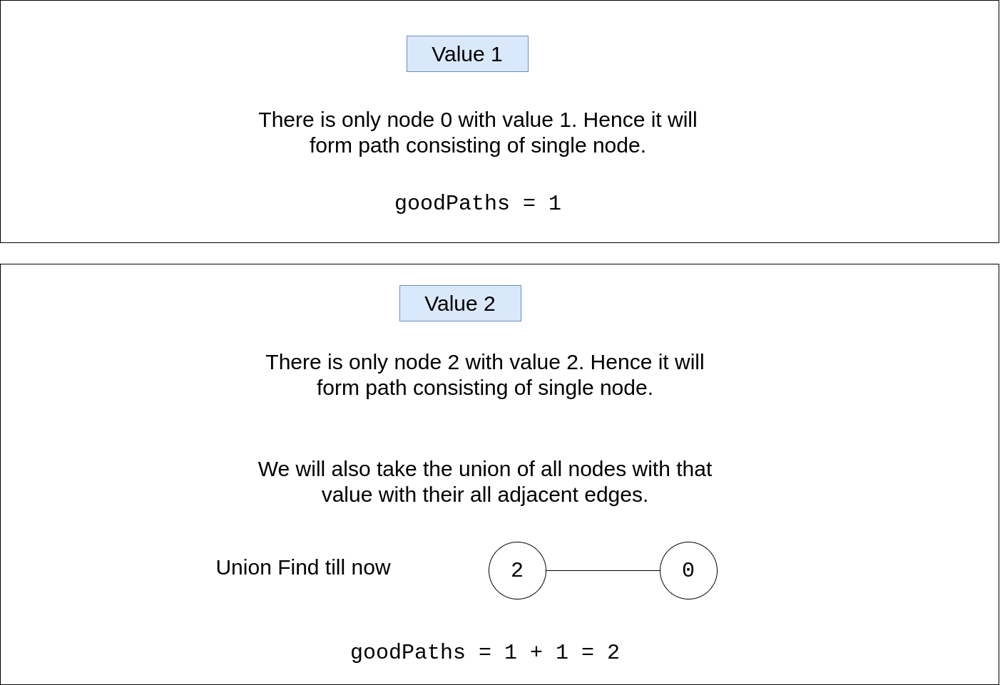 Value 1
There is only node 0 with value 1. Hence it will
form path consisting of single node.
goodPaths = 1
Value 2
There is only node 2 with value 2. Hence it will
form path consisting of single node.
We will also take the union of all nodes with that
value with their all adjacent edges.
Union Find till now
2
0
goodPaths = 1 + 1 = 2